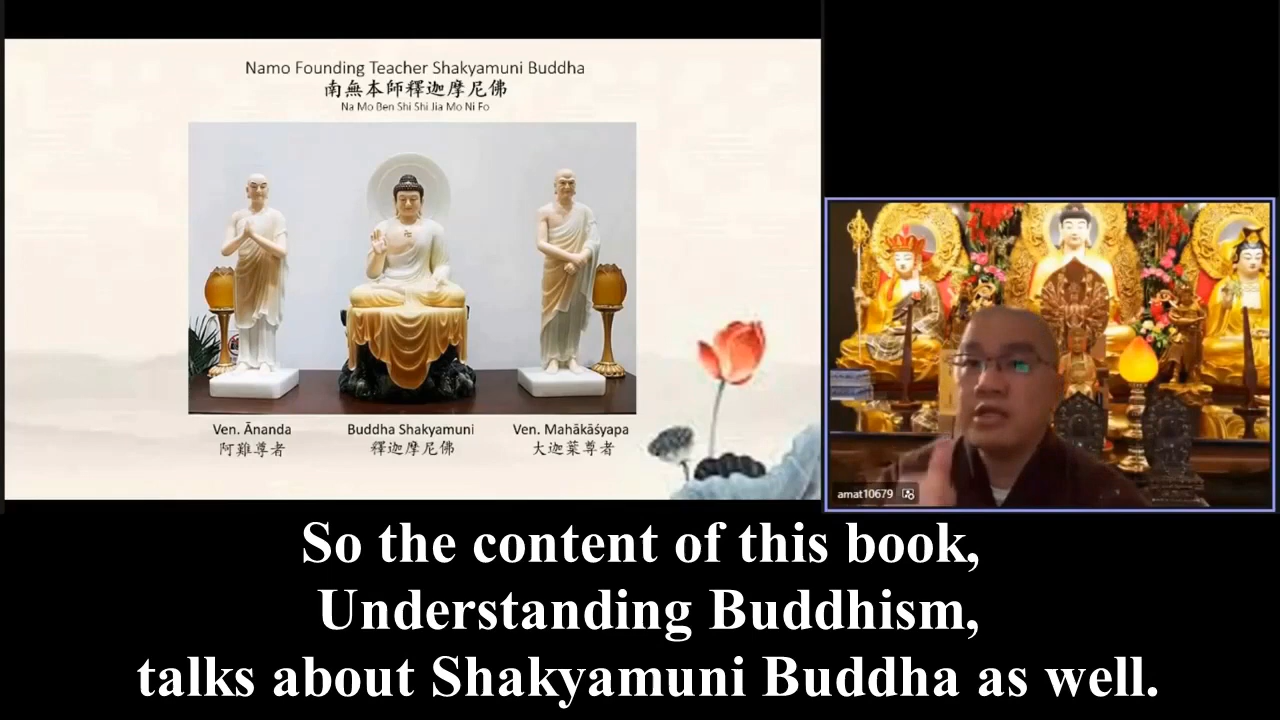 Namo Founding Teacher Shakyamuni Buddha
南無本師釋迦摩尼佛
Na Mo Ben Shi Shi Jia Mo Ni Fo
Ven. Ānanda
阿難尊者
Buddha Shakyamuni
釋迦摩尼佛
Ven. Mahākāśyapa
大迦葉尊者
amat10679
So the content of this book,
Understanding Buddhism,
talks about Shakyamuni Buddha as well.